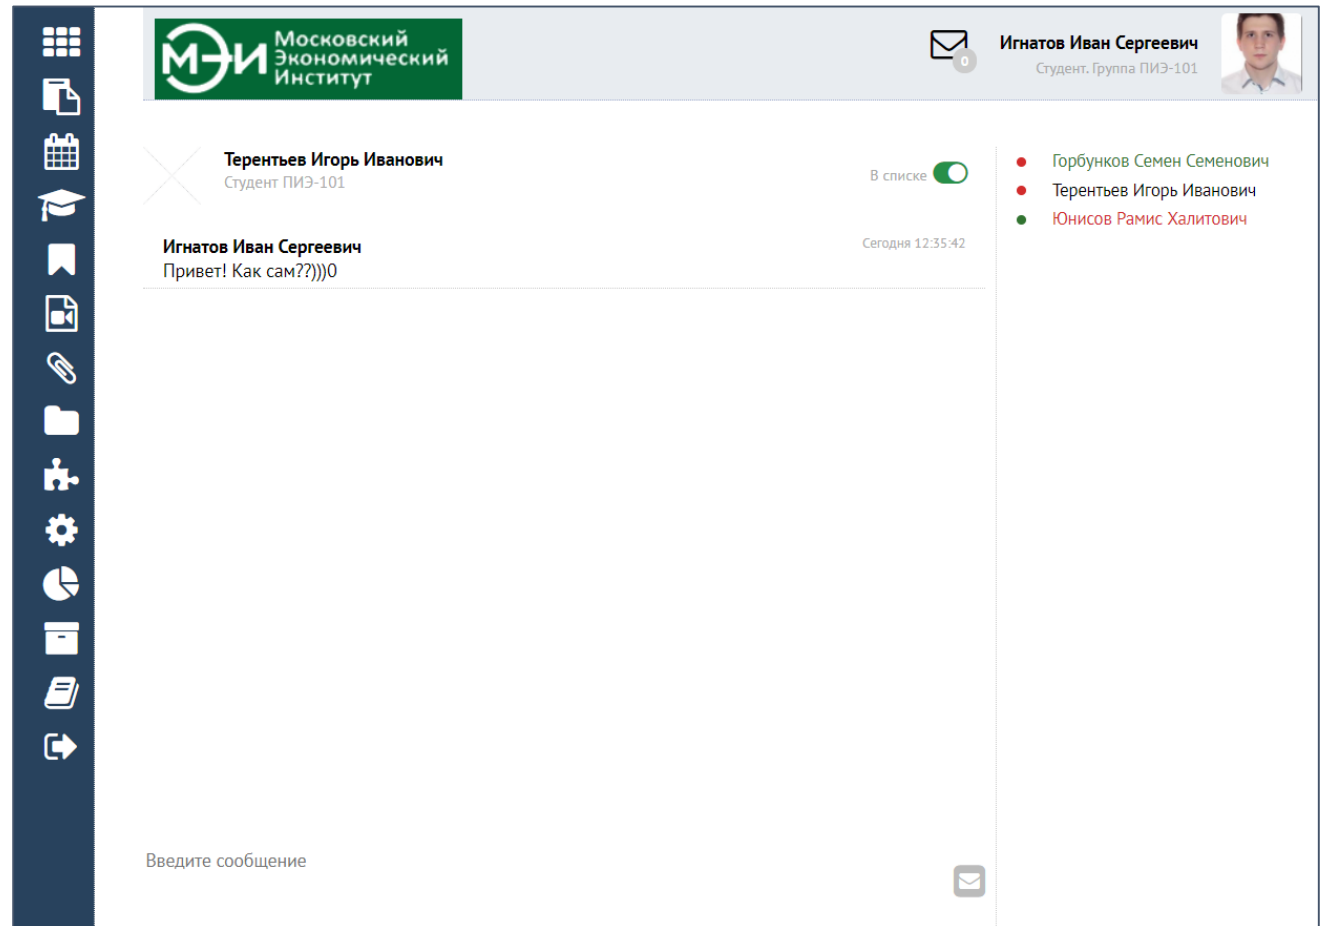 МЭИ
Московский
Экономический
Институт
0
Игнатов Иван Сергеевич
Студент. Группа ПИЭ-101
Терентьев Игорь Иванович
Студент ПИЭ-101
В списке
Игнатов Иван Сергеевич
Сегодня 12:35:42
Привет! Как сам??)))0
Горбунков Семен Семенович
Терентьев Игорь Иванович
Юнисов Рамис Халитович
Введите сообщение